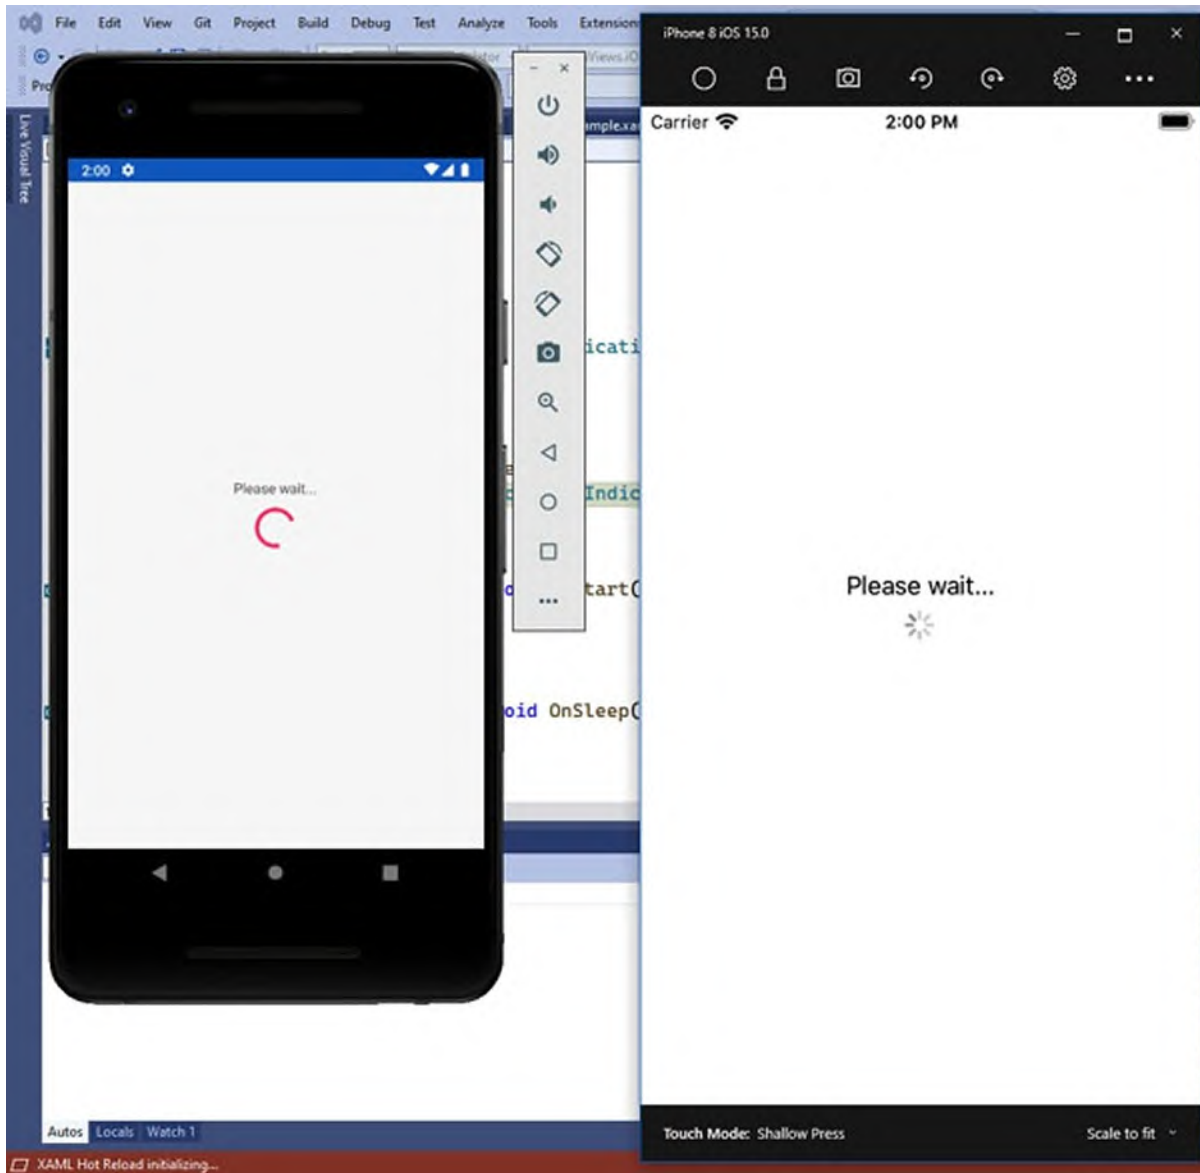 File Edit View Git Project Build Debug Test Analyze Tools Extension
Live Visual Tree
2:00
Please wait...
icati
Indic
tart(
oid OnSleep(
Autos Locals Watch 1
XAML Hot Reload initializing...
iPhone 8 iOS 15.0
Carrier 2:00 PM
Please wait...
Touch Mode: Shallow Press Scale to fit